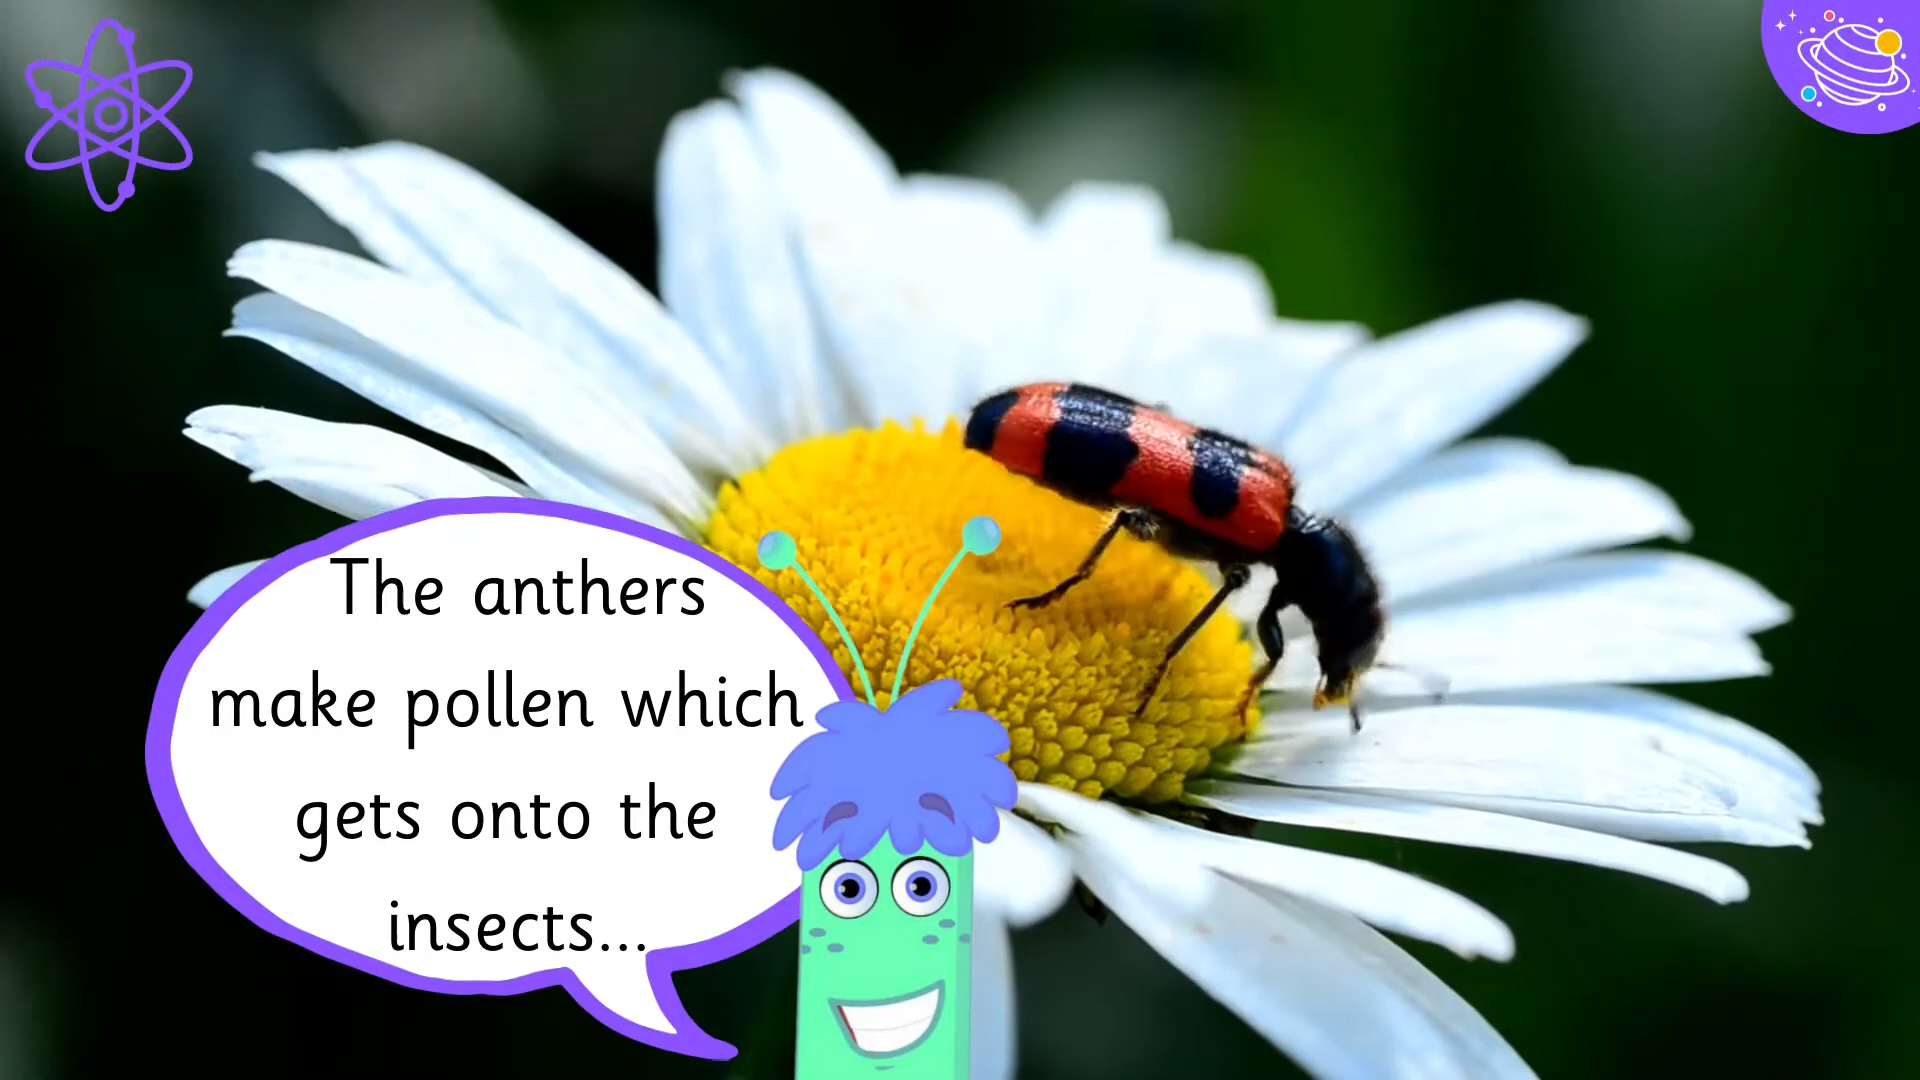 The anthers
make pollen which
gets onto the
insects...